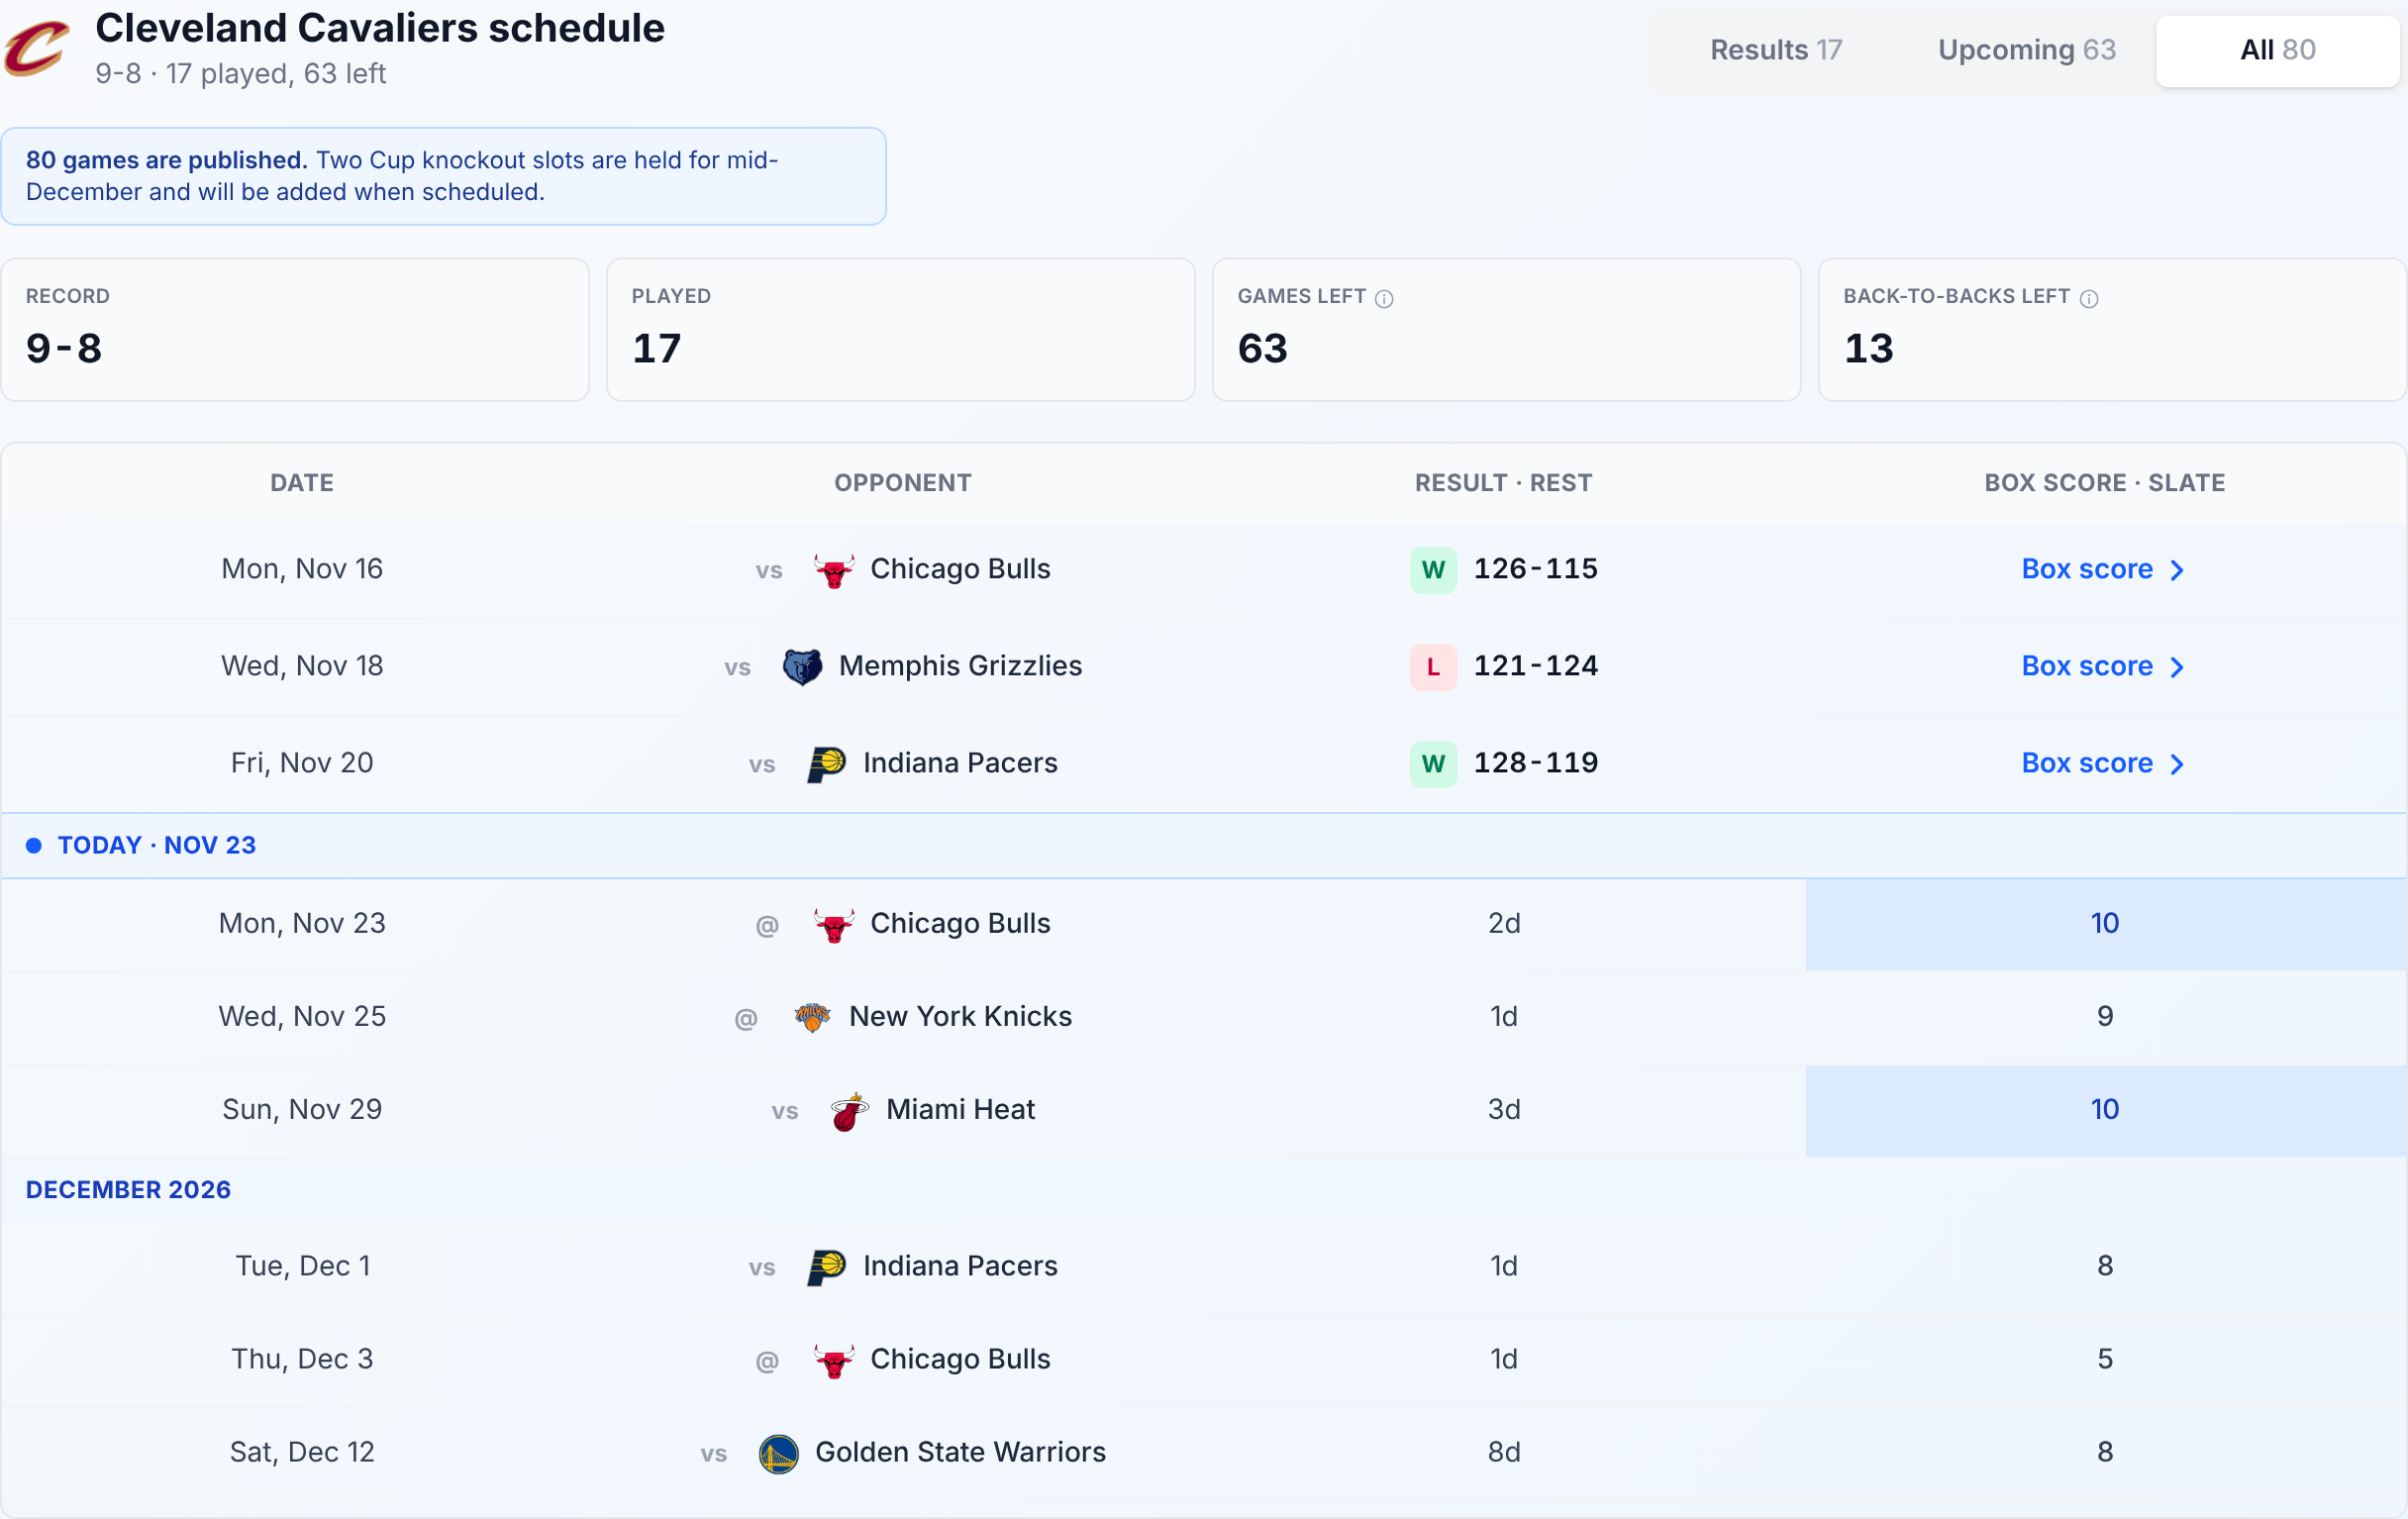 Cleveland Cavaliers schedule
9-8 · 17 played, 63 left
Results 17 Upcoming 63 All 80
80 games are published. Two Cup knockout slots are held for mid-
December and will be added when scheduled.
RECORD PLAYED GAMES LEFT BACK-TO-BACKS LEFT
9-8 17 63 13
DATE OPPONENT RESULT · REST BOX SCORE · SLATE
Mon, Nov 16 vs Chicago Bulls W 126-115 Box score
Wed, Nov 18 vs Memphis Grizzlies L 121-124 Box score
Fri, Nov 20 vs Indiana Pacers W 128-119 Box score
TODAY · NOV 23
Mon, Nov 23 @ Chicago Bulls 2d 10
Wed, Nov 25 @ New York Knicks 1d 9
Sun, Nov 29 vs Miami Heat 3d 10
DECEMBER 2026
Tue, Dec 1 vs Indiana Pacers 1d 8
Thu, Dec 3 @ Chicago Bulls 1d 5
Sat, Dec 12 vs Golden State Warriors 8d 8